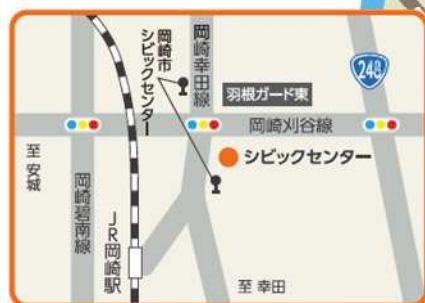 岡崎市
シビックセンター
岡崎幸田線
羽根ガード東
248
岡崎刈谷線
シビックセンター
至 安城
岡崎碧南線
JR岡崎駅
至 幸田